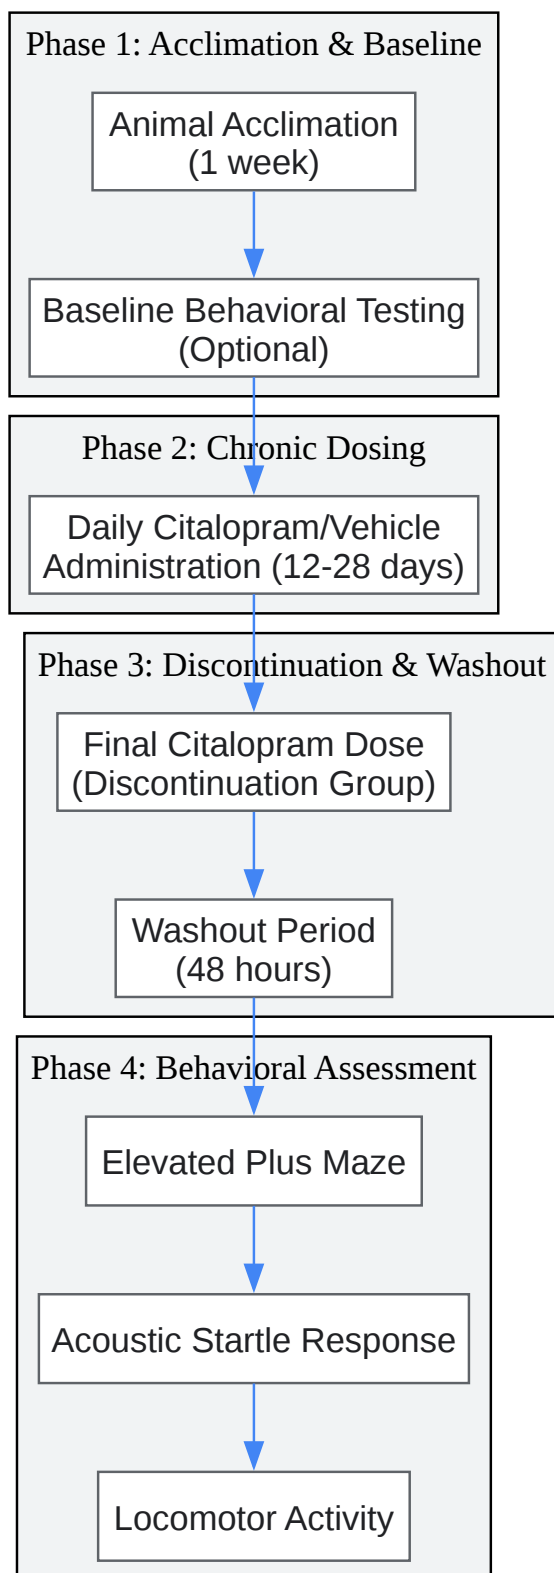 Phase 1: Acclimation & Baseline
Animal Acclimation
(1 week)
Baseline Behavioral Testing
(Optional)
Phase 2: Chronic Dosing
Daily Citalopram/Vehicle
Administration (12-28 days)
Phase 3: Discontinuation & Washout
Final Citalopram Dose
(Discontinuation Group)
Washout Period
(48 hours)
Phase 4: Behavioral Assessment
Elevated Plus Maze
Acoustic Startle Response
Locomotor Activity